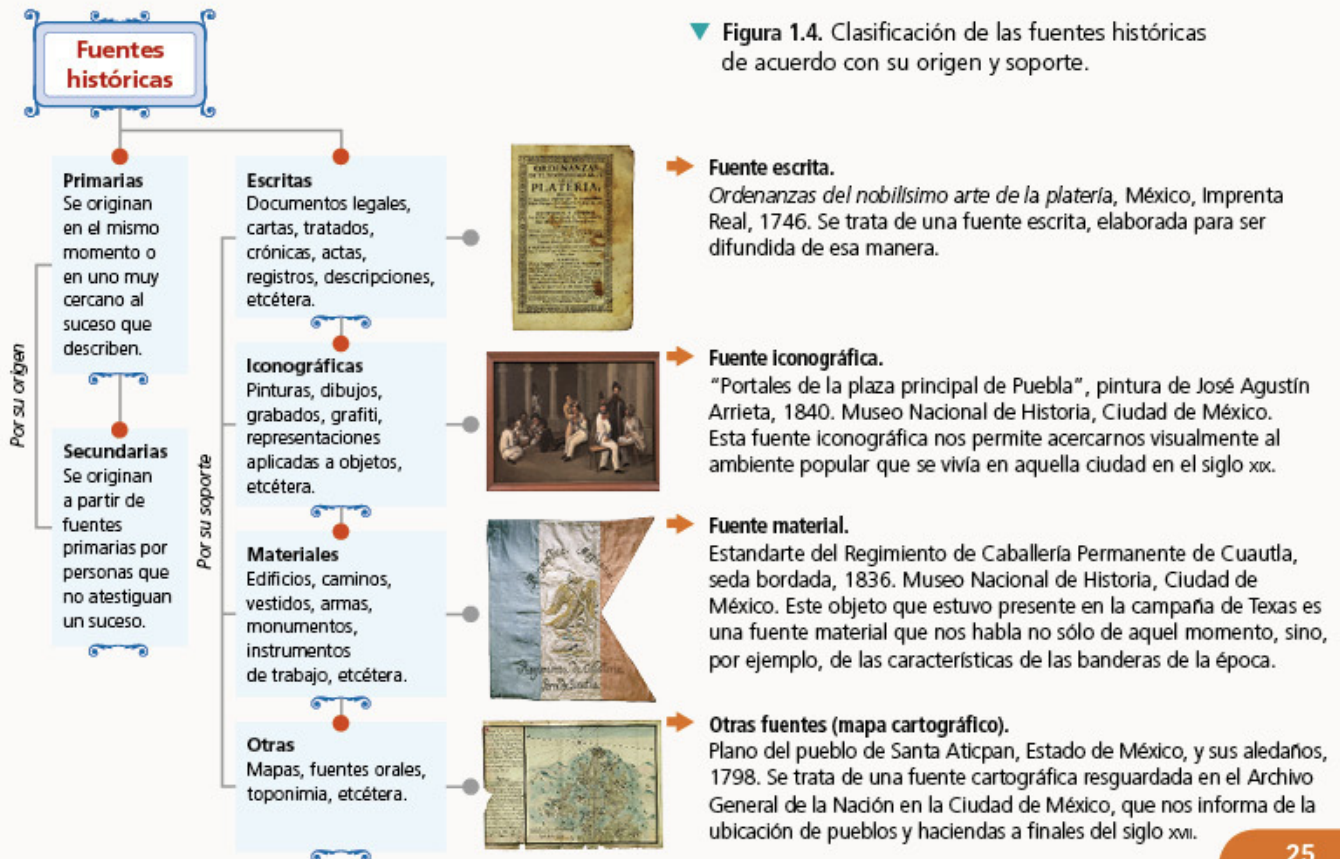 Fuentes
históricas
Figura 1.4. Clasificación de las fuentes históricas
de acuerdo con su origen y soporte.
Por su origen
Primarias
Se originan
en el mismo
momento o
en uno muy
cercano al
suceso que
describen.
Secundarias
Se originan
a partir de
fuentes
primarias por
personas que
no atestiguan
un suceso.
Por su soporte
Escritas
Documentos legales,
cartas, tratados,
crónicas, actas,
registros, descripciones,
etcétera.
ORDENANZAS
PLATERIA,
Fuente escrita.
Ordenanzas del nobilísimo arte de la platería, México, Imprenta
Real, 1746. Se trata de una fuente escrita, elaborada para ser
difundida de esa manera.
Iconográficas
Pinturas, dibujos,
grabados, grafiti,
representaciones
aplicadas a objetos,
etcétera.
Fuente iconográfica.
"Portales de la plaza principal de Puebla", pintura de José Agustín
Arrieta, 1840. Museo Nacional de Historia, Ciudad de México.
Esta fuente iconográfica nos permite acercarnos visualmente al
ambiente popular que se vivía en aquella ciudad en el siglo XIX.
Materiales
Edificios, caminos,
vestidos, armas,
monumentos,
instrumentos
de trabajo, etcétera.
Fuente material.
Estandarte del Regimiento de Caballería Permanente de Cuautla,
seda bordada, 1836. Museo Nacional de Historia, Ciudad de
México. Este objeto que estuvo presente en la campaña de Texas es
una fuente material que nos habla no sólo de aquel momento, sino,
por ejemplo, de las características de las banderas de la época.
Otras
Mapas, fuentes orales,
toponimia, etcétera.
Otras fuentes (mapa cartográfico).
Plano del pueblo de Santa Aticpan, Estado de México, y sus aledaños,
1798. Se trata de una fuente cartográfica resguardada en el Archivo
General de la Nación en la Ciudad de México, que nos informa de la
ubicación de pueblos y haciendas a finales del siglo XVII.
25